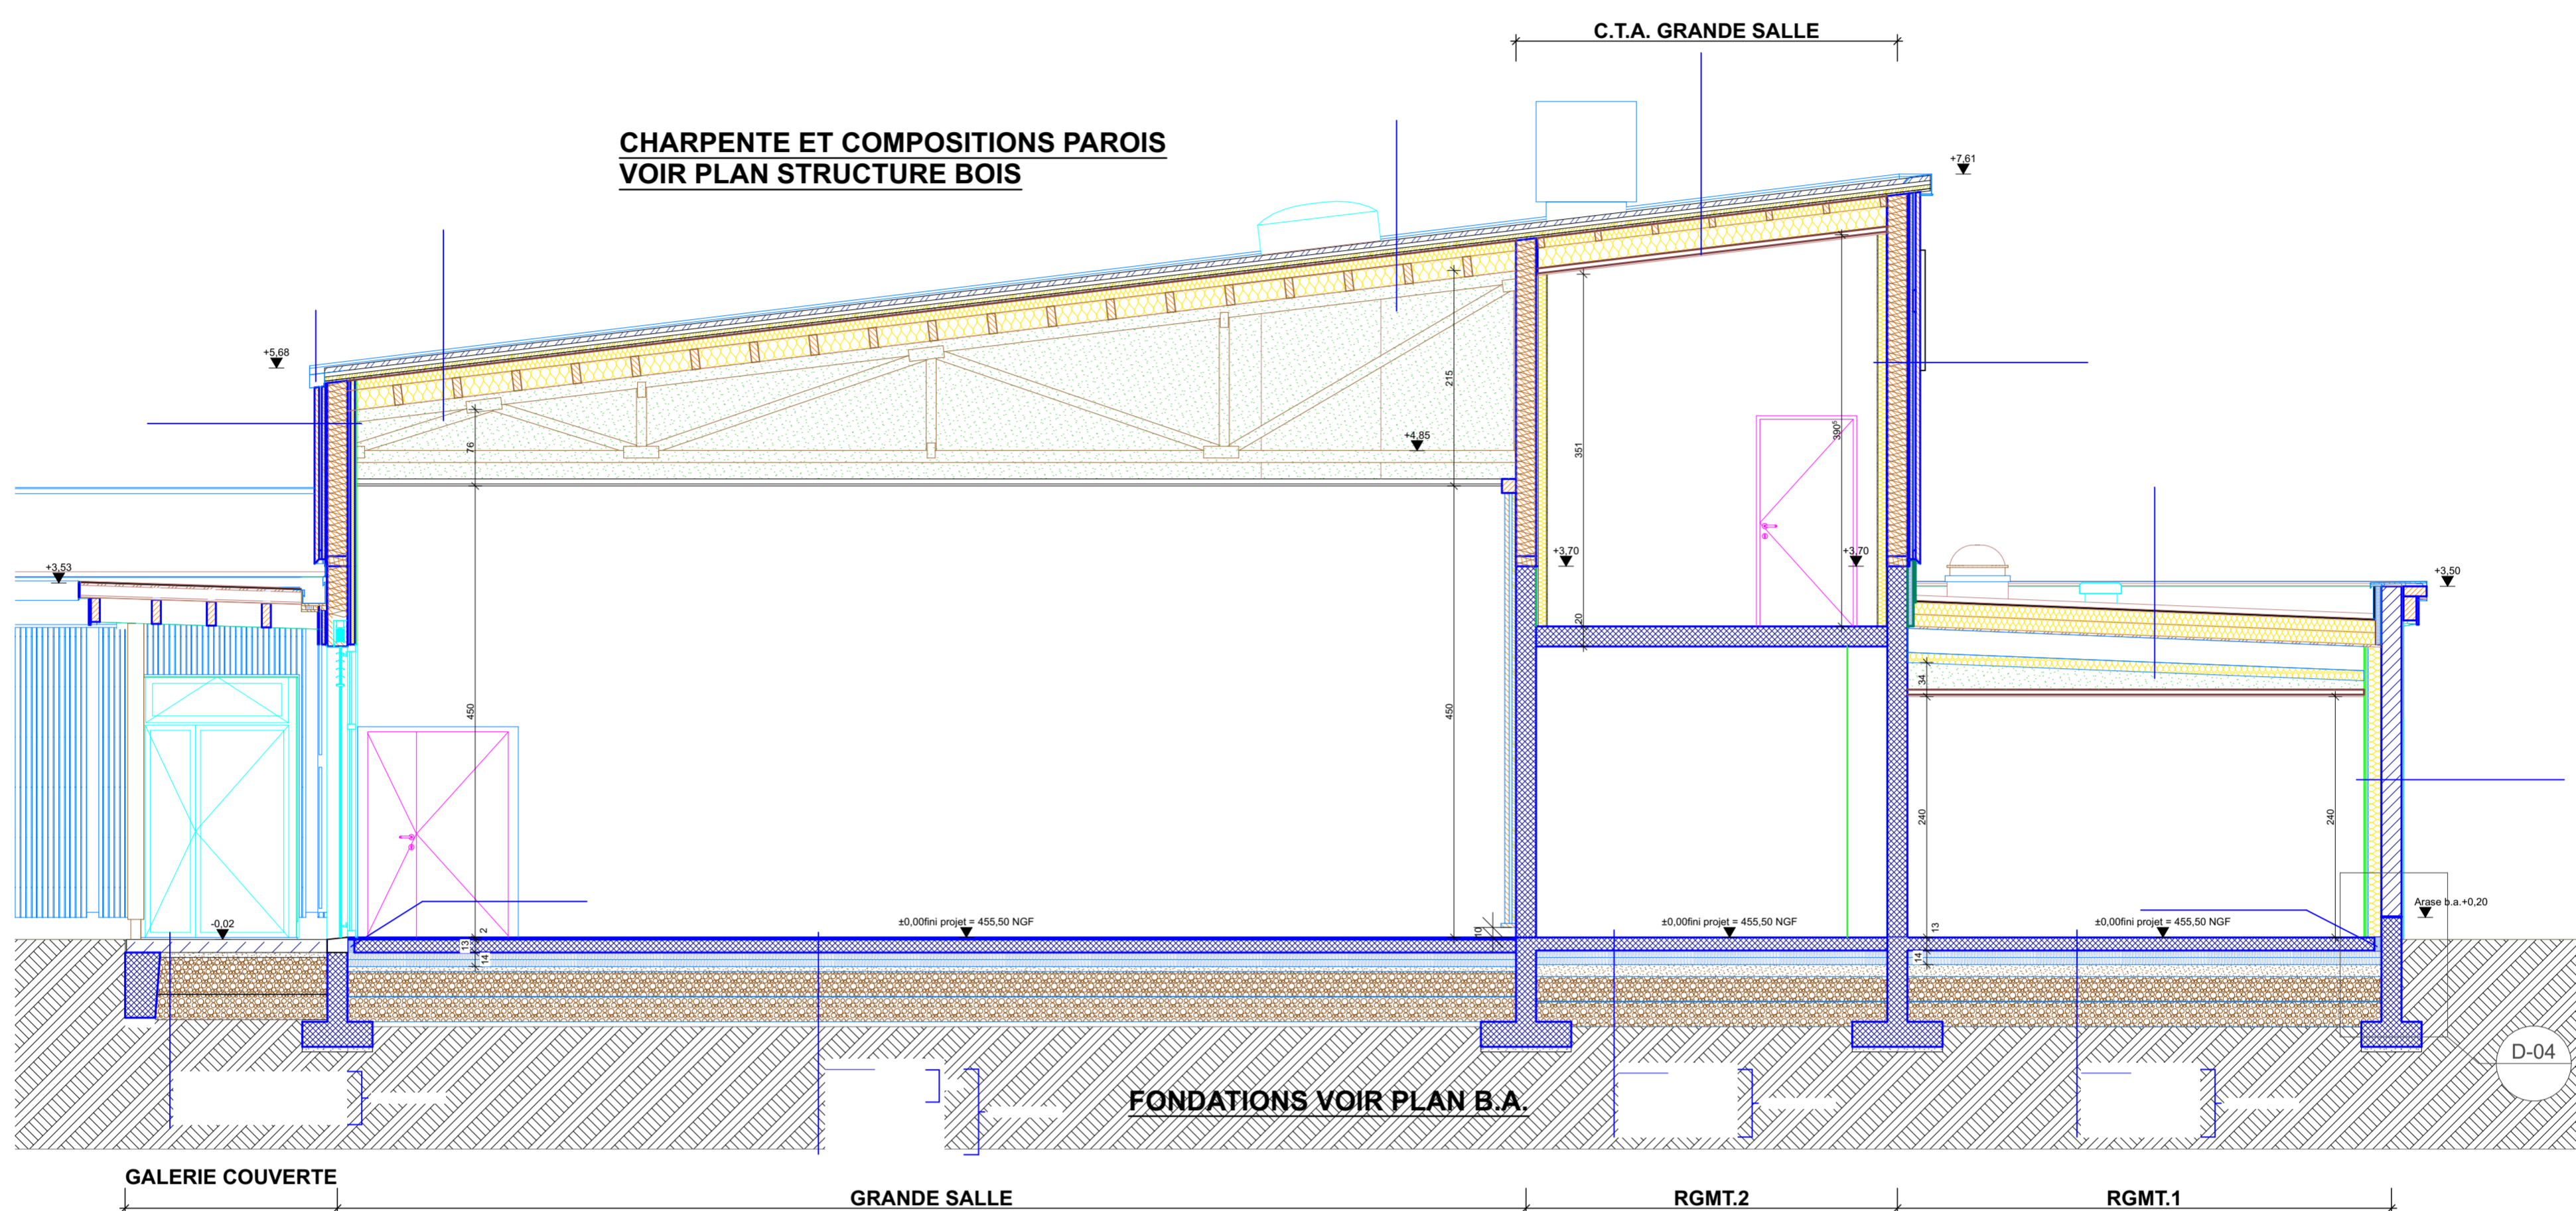 C.T.A. GRANDE SALLE
CHARPENTE ET COMPOSITIONS PAROIS
VOIR PLAN STRUCTURE BOIS
+7,61
+5,68
215
76
+4,85
351
390⁵
+3,70
+3,70
+3,53
+3,50
20
34
450
450
240
240
Arase b.a.+0,20
-0,02
±0,00fini projet = 455,50 NGF
±0,00fini projet = 455,50 NGF
±0,00fini projet = 455,50 NGF
2
13
14
10
13
14
D-04
FONDATIONS VOIR PLAN B.A.
GALERIE COUVERTE
GRANDE SALLE
RGMT.2
RGMT.1